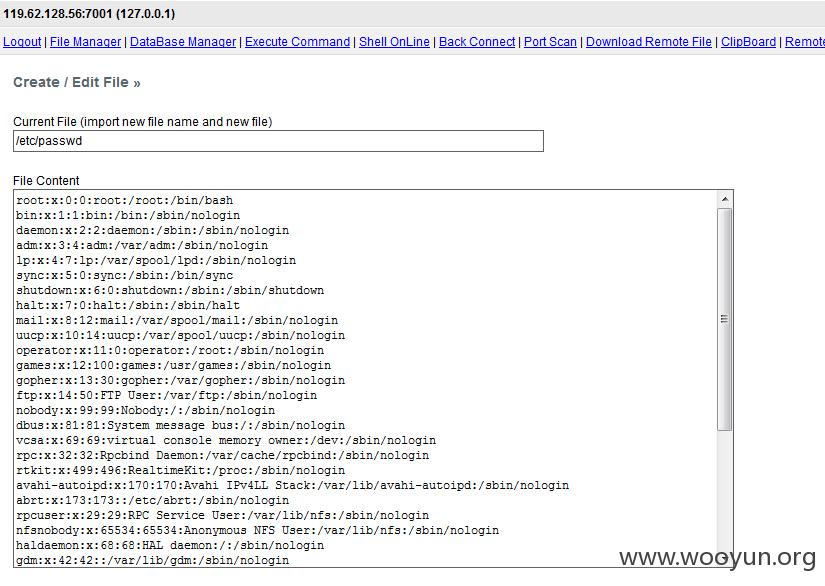 119.62.128.56:7001 (127.0.0.1)
Logout | File Manager | DataBase Manager | Execute Command | Shell OnLine | Back Connect | Port Scan | Download Remote File | ClipBoard | Remote
Create / Edit File »
Current File (import new file name and new file)
/etc/passwd
File Content
root:x:0:0:root:/root:/bin/bash
bin:x:1:1:bin:/bin:/sbin/nologin
daemon:x:2:2:daemon:/sbin:/sbin/nologin
adm:x:3:4:adm:/var/adm:/sbin/nologin
lp:x:4:7:lp:/var/spool/lpd:/sbin/nologin
sync:x:5:0:sync:/sbin:/bin/sync
shutdown:x:6:0:shutdown:/sbin:/sbin/shutdown
halt:x:7:0:halt:/sbin:/sbin/halt
mail:x:8:12:mail:/var/spool/mail:/sbin/nologin
uucp:x:10:14:uucp:/var/spool/uucp:/sbin/nologin
operator:x:11:0:operator:/root:/sbin/nologin
games:x:12:100:games:/usr/games:/sbin/nologin
gopher:x:13:30:gopher:/var/gopher:/sbin/nologin
ftp:x:14:50:FTP User:/var/ftp:/sbin/nologin
nobody:x:99:99:Nobody:/:/sbin/nologin
dbus:x:81:81:System message bus:/:/sbin/nologin
vcsa:x:69:69:virtual console memory owner:/dev:/sbin/nologin
rpc:x:32:32:Rpcbind Daemon:/var/cache/rpcbind:/sbin/nologin
rtkit:x:499:496:RealtimeKit:/proc:/sbin/nologin
avahi-autoipd:x:170:170:Avahi IPv4LL Stack:/var/lib/avahi-autoipd:/sbin/nologin
abrt:x:173:173::/etc/abrt:/sbin/nologin
rpcuser:x:29:29:RPC Service User:/var/lib/nfs:/sbin/nologin
nfsnobody:x:65534:65534:Anonymous NFS User:/var/lib/nfs:/sbin/nologin
haldaemon:x:68:68:HAL daemon:/:/sbin/nologin
gdm:x:42:42::/var/lib/gdm:/sbin/nologin
www.wooyun.org